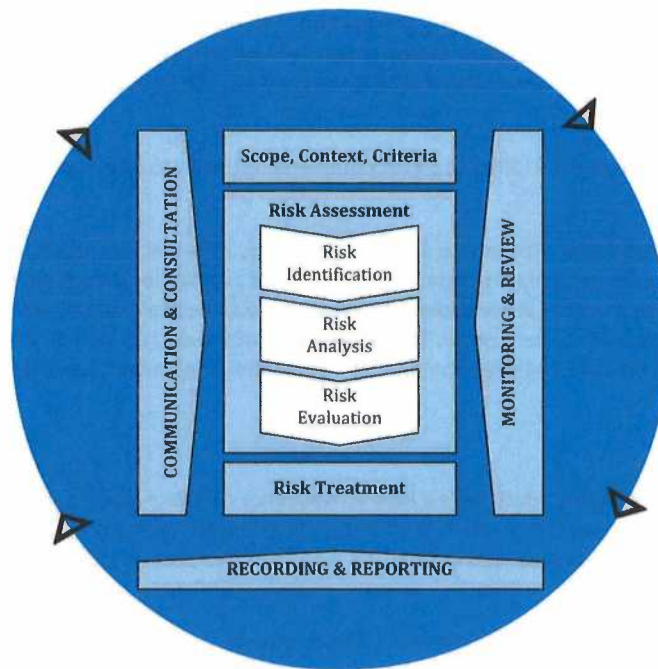 Scope, Context, Criteria
Risk Assessment
Risk
Identification
Risk
Analysis
Risk
Evaluation
Risk Treatment
COMMUNICATION & CONSULTATION
MONITORING & REVIEW
RECORDING & REPORTING